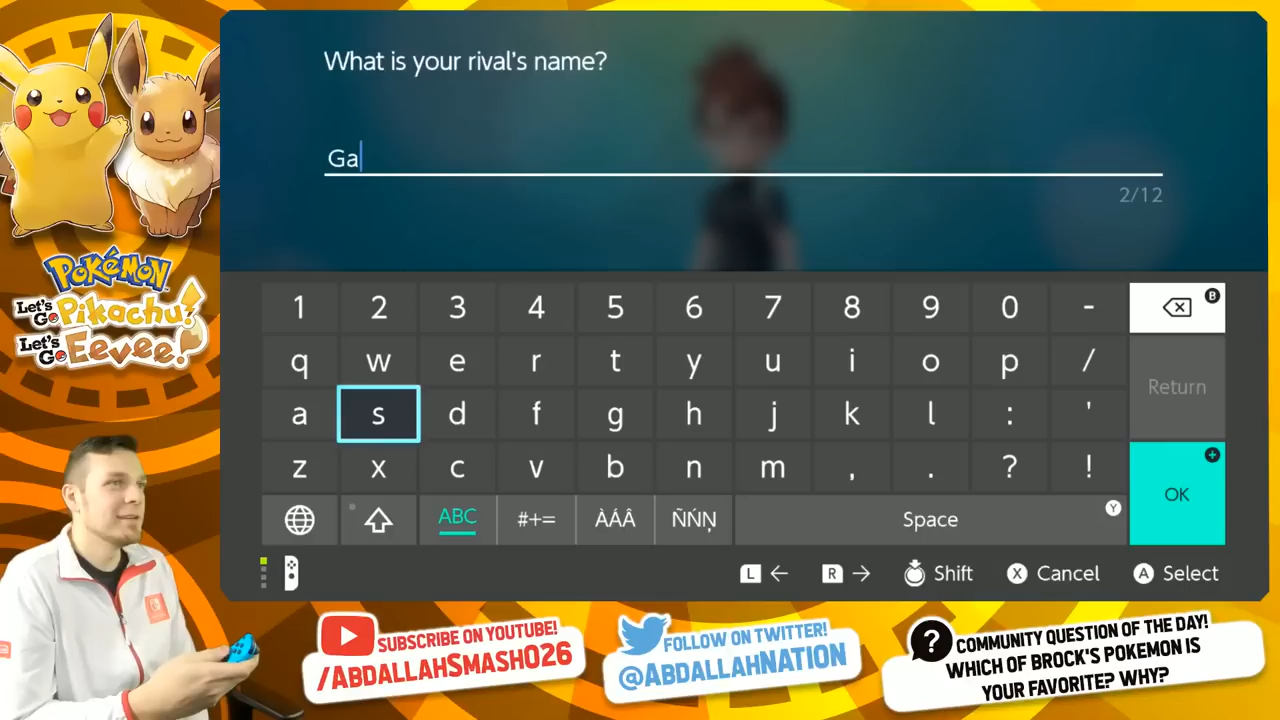 What is your rival's name?
Ga
2/12
1 2 3 4 5 6 7 8 9 0 - B
q w e r t y u i o p / Return
a s d f g h j k l : '
z x c v b n m , . ? ! + OK
ABC #+= ÀÁÂ ŃŃŅ Space Y
L ← R → Shift X Cancel A Select
POKÉMON
Let's Go Pikachu!
Let's Go Eevee!
SUBSCRIBE ON YOUTUBE!
/ABDALLAHSMASH026
FOLLOW ON TWITTER!
@ABDALLAHNATION
? COMMUNITY QUESTION OF THE DAY!
WHICH OF BROCK'S POKEMON IS
YOUR FAVORITE? WHY?